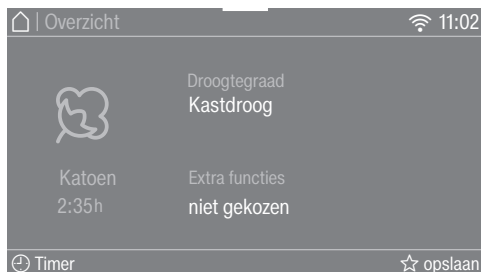 | Overzicht
11:02
Droogtegraad
Kastdroog
Katoen
2:35h
Extra functies
niet gekozen
Timer
opslaan